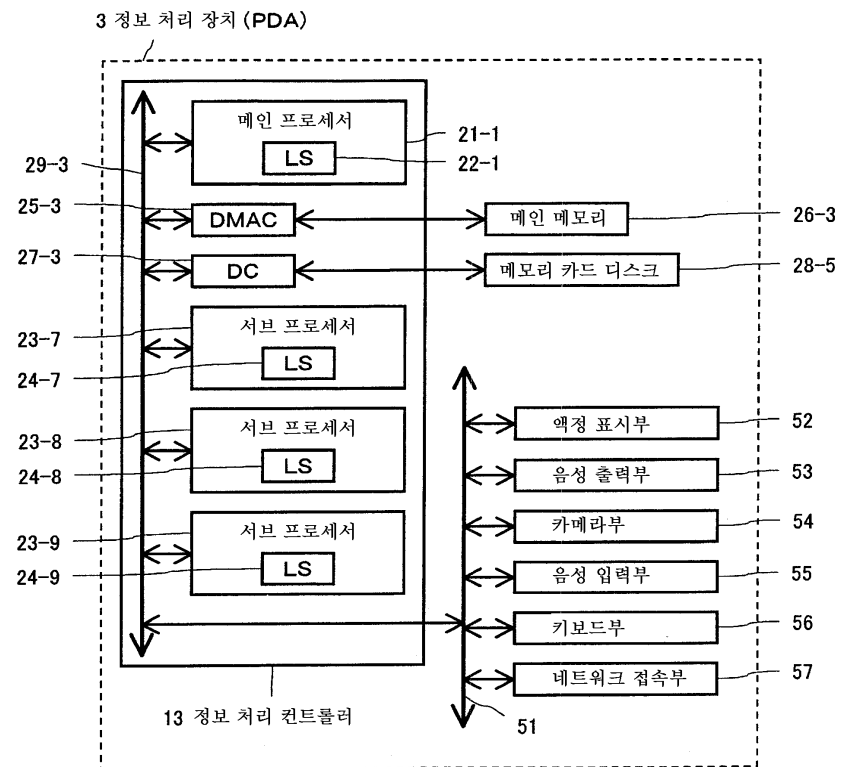 3 정보 처리 장치 (PDA)
메인 프로세서
21-1
LS
22-1
29-3
25-3
DMAC
메인 메모리
26-3
27-3
DC
메모리 카드 디스크
28-5
23-7
서브 프로세서
24-7
LS
23-8
서브 프로세서
24-8
LS
23-9
서브 프로세서
24-9
LS
액정 표시부
52
음성 출력부
53
카메라부
54
음성 입력부
55
키보드부
56
네트워크 접속부
57
13 정보 처리 컨트롤러
51